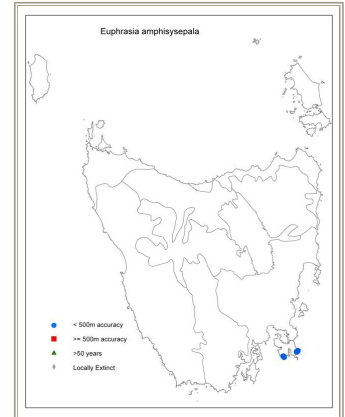 Euphrasia amphisysepala
< 500m accuracy
>= 500m accuracy
>50 years
Locally Extinct